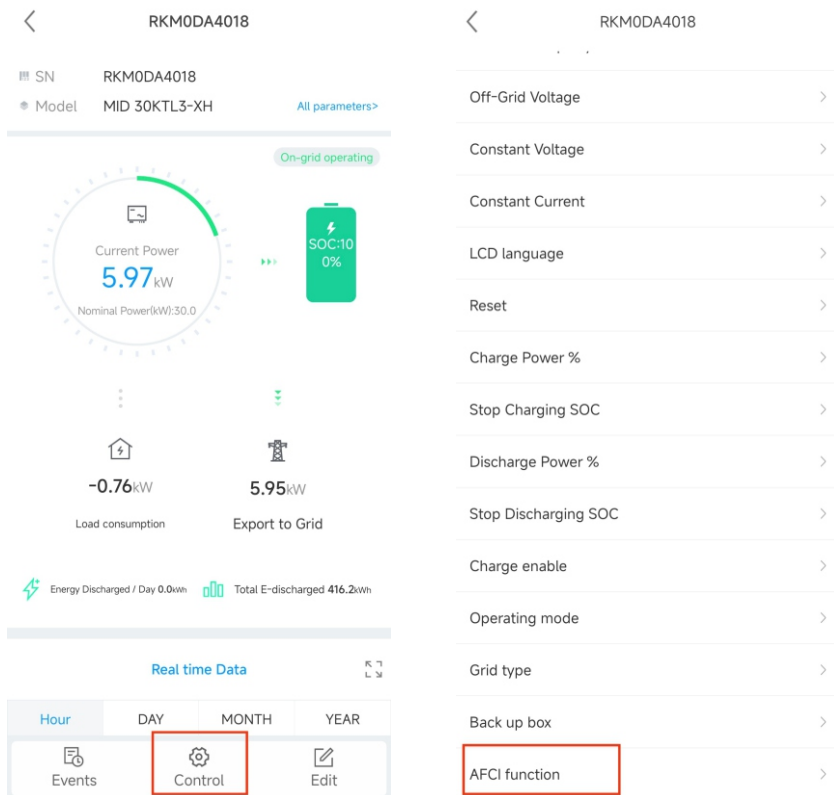 RKM0DA4018
SN RKM0DA4018
Model MID 30KTL3-XH All parameters>
On-grid operating
Current Power
5.97kW
Nominal Power(kW):30.0
SOC:10
0%
-0.76kW
Load consumption
5.95kW
Export to Grid
Energy Discharged / Day 0.0kWh
Total E-discharged 416.2kWh
Real time Data
Hour DAY MONTH YEAR
Events Control Edit
RKM0DA4018
Off-Grid Voltage
Constant Voltage
Constant Current
LCD language
Reset
Charge Power %
Stop Charging SOC
Discharge Power %
Stop Discharging SOC
Charge enable
Operating mode
Grid type
Back up box
AFCI function